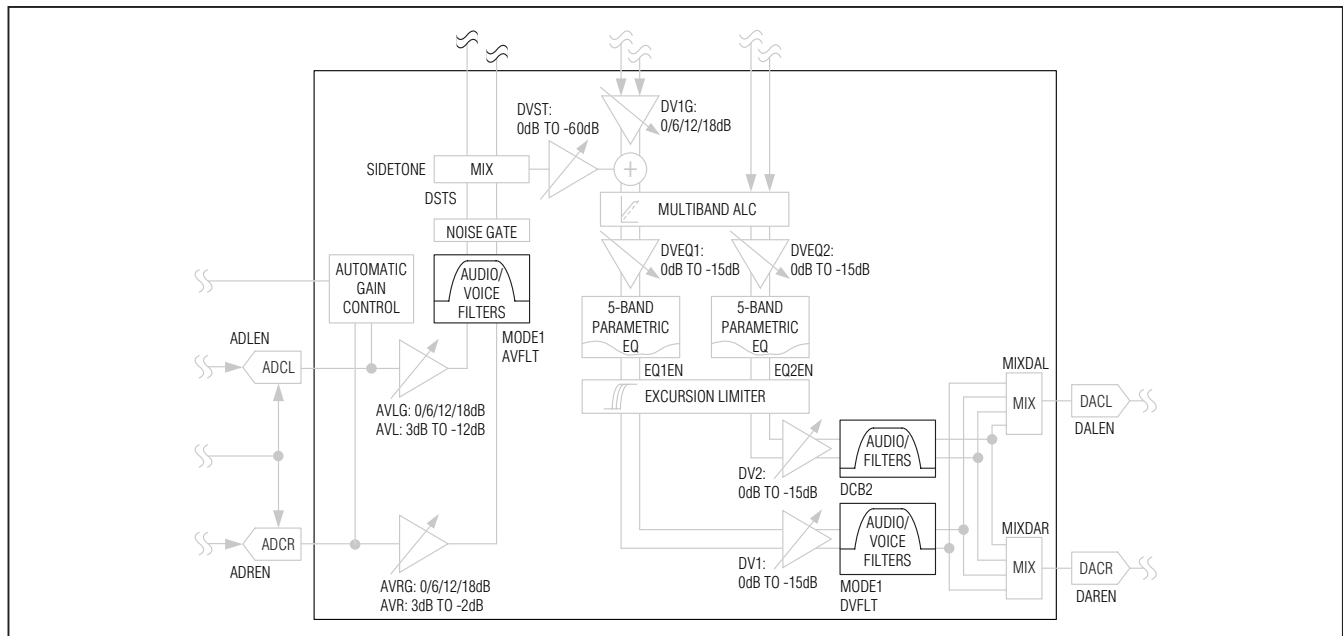 DVST:
0dB TO -60dB
DV1G:
0/6/12/18dB
SIDETONE
MIX
DSTS
+
MULTIBAND ALC
NOISE GATE
DVEQ1:
0dB TO -15dB
DVEQ2:
0dB TO -15dB
AUTOMATIC
GAIN
CONTROL
AUDIO/
VOICE
FILTERS
MODE1
AVFLT
5-BAND
PARAMETRIC
EQ
5-BAND
PARAMETRIC
EQ
EQ1EN
EQ2EN
EXCURSION LIMITER
ADLEN
ADCL
AVLG: 0/6/12/18dB
AVL: 3dB TO -12dB
MIXDAL
MIX
DACL
DALEN
DV2:
0dB TO -15dB
AUDIO/
FILTERS
DCB2
ADCR
ADREN
AVRG: 0/6/12/18dB
AVR: 3dB TO -2dB
DV1:
0dB TO -15dB
AUDIO/
VOICE
FILTERS
MODE1
DVFLT
MIXDAR
MIX
DACR
DAREN